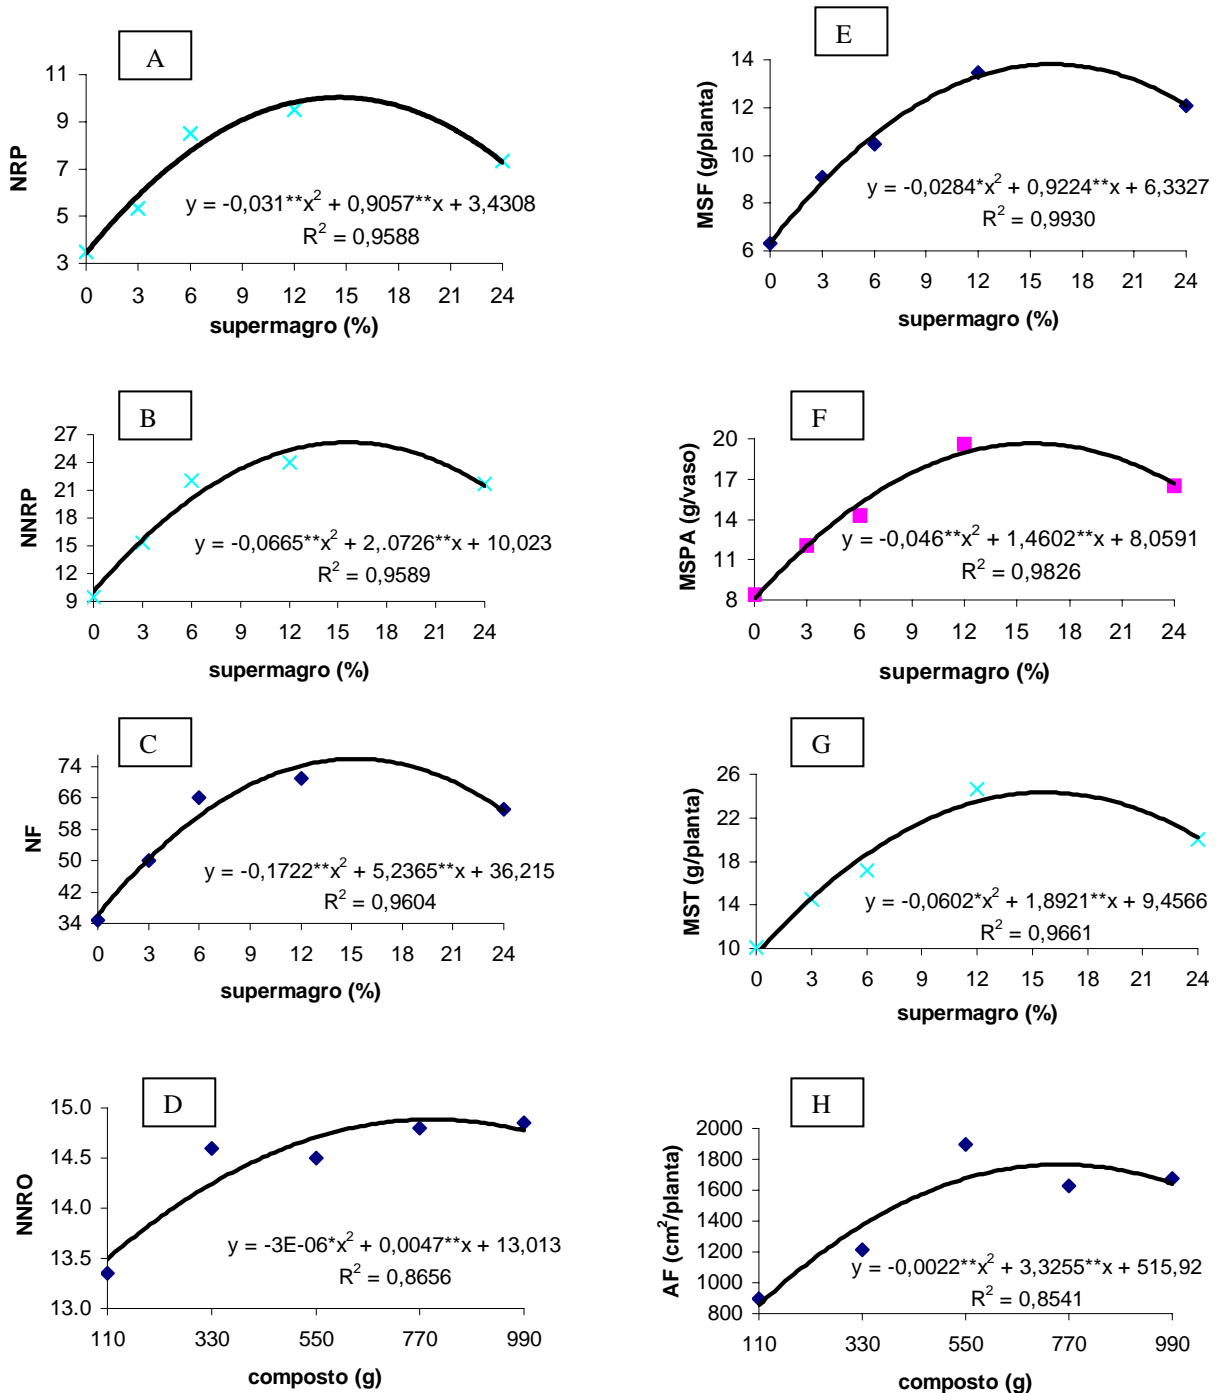 A
NRP
11
9
7
5
3
y = -0,031**x² + 0,9057**x + 3,4308
R² = 0,9588
0 3 6 9 12 15 18 21 24
supermagro (%)
E
MSF (g/planta)
14
12
10
8
6
y = -0,0284*x² + 0,9224**x + 6,3327
R² = 0,9930
0 3 6 9 12 15 18 21 24
supermagro (%)
B
NNRP
27
24
21
18
15
12
9
y = -0,0665**x² + 2,.0726**x + 10,023
R² = 0,9589
0 3 6 9 12 15 18 21 24
supermagro (%)
F
MSPA (g/vaso)
20
17
14
11
8
y = -0,046**x² + 1,4602**x + 8,0591
R² = 0,9826
0 3 6 9 12 15 18 21 24
supermagro (%)
C
NF
74
66
58
50
42
34
y = -0,1722**x² + 5,2365**x + 36,215
R² = 0,9604
0 3 6 9 12 15 18 21 24
supermagro (%)
G
MST (g/planta)
26
22
18
14
10
y = -0,0602*x² + 1,8921**x + 9,4566
R² = 0,9661
0 3 6 9 12 15 18 21 24
supermagro (%)
D
NNRO
15.0
14.5
14.0
13.5
13.0
y = -3E-06*x² + 0,0047**x + 13,013
R² = 0,8656
110 330 550 770 990
composto (g)
H
AF (cm²/planta)
2000
1800
1600
1400
1200
1000
800
y = -0,0022**x² + 3,3255**x + 515,92
R² = 0,8541
110 330 550 770 990
composto (g)